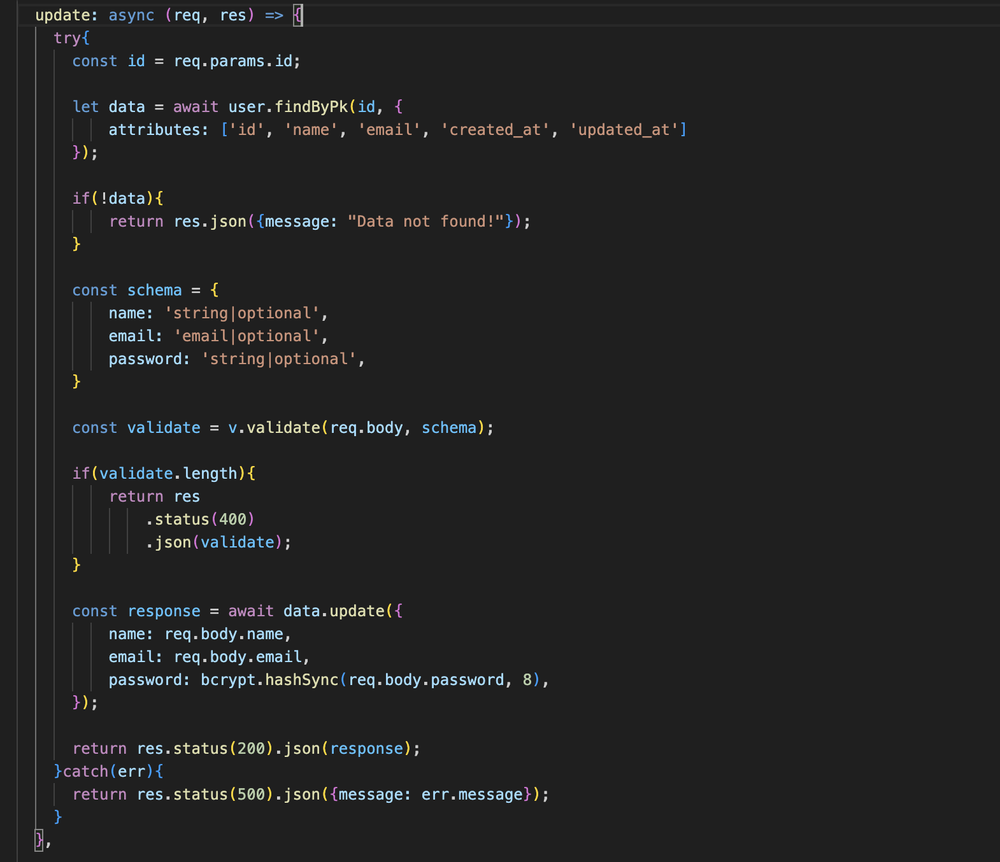 update: async (req, res) => {
try{
const id = req.params.id;
let data = await user.findByPk(id, {
attributes: ['id', 'name', 'email', 'created_at', 'updated_at']
});
if(!data){
return res.json({message: "Data not found!"});
}
const schema = {
name: 'string|optional',
email: 'email|optional',
password: 'string|optional',
}
const validate = v.validate(req.body, schema);
if(validate.length){
return res
.status(400)
.json(validate);
}
const response = await data.update({
name: req.body.name,
email: req.body.email,
password: bcrypt.hashSync(req.body.password, 8),
});
return res.status(200).json(response);
}catch(err){
return res.status(500).json({message: err.message});
}
},